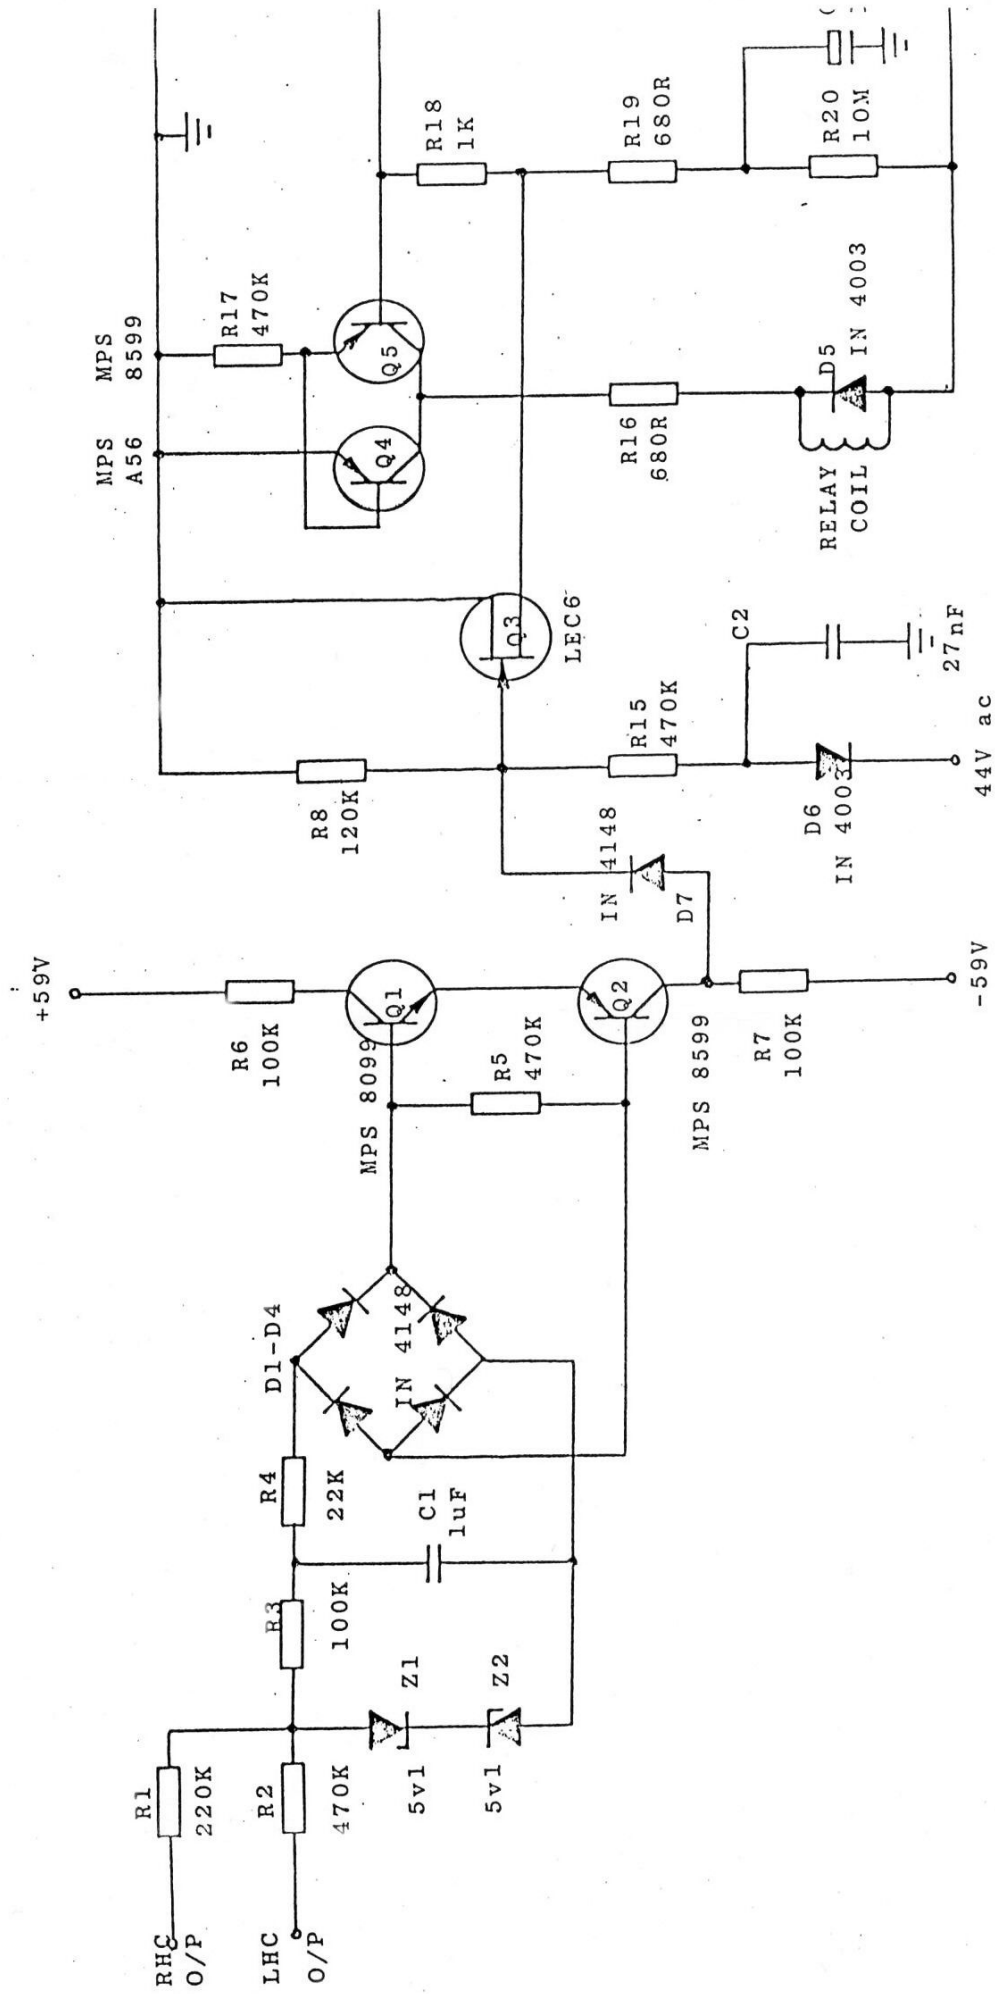 RHC
O/P
LHC
O/P
R1
220K
R2
470K
Z1
5v1
Z2
5v1
R3
100K
C1
1uF
R4
22K
D1-D4
IN 4148
+59V
R6
100K
Q1
MPS 8099
R5
470K
Q2
MPS 8599
R7
100K
-59V
D7
IN 4148
R8
120K
R15
470K
D6
IN 4003
44V ac
C2
27nF
Q3
LEC6
MPS
A56
Q4
MPS
8599
Q5
R17
470K
R16
680R
RELAY
COIL
D5
IN 4003
R18
1K
R19
680R
R20
10M